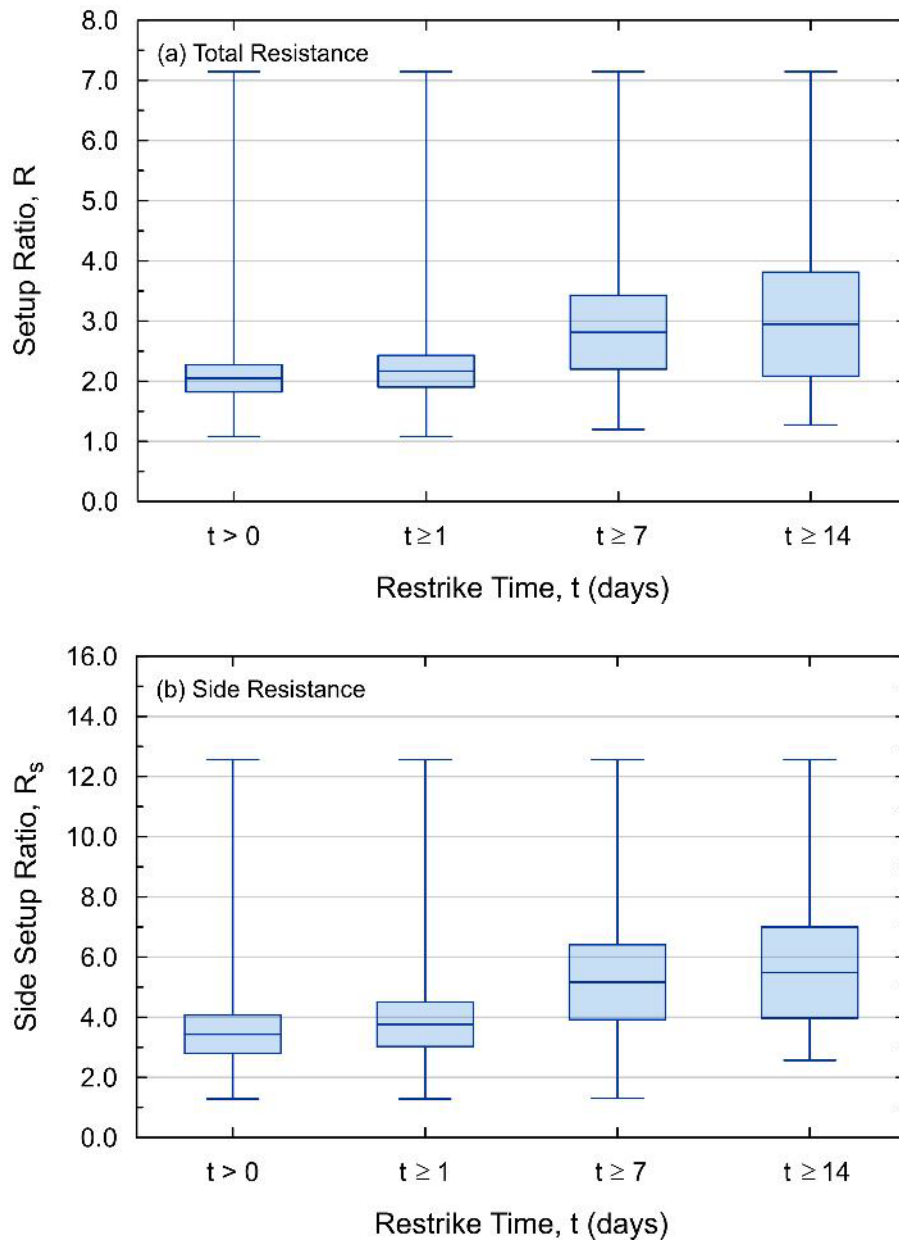 8.0
(a) Total Resistance
7.0
6.0
5.0
4.0
3.0
2.0
1.0
0.0
Setup Ratio, R
t > 0
t ≥ 1
t ≥ 7
t ≥ 14
Restrike Time, t (days)
16.0
(b) Side Resistance
14.0
12.0
10.0
8.0
6.0
4.0
2.0
0.0
Side Setup Ratio, Rs
t > 0
t ≥ 1
t ≥ 7
t ≥ 14
Restrike Time, t (days)